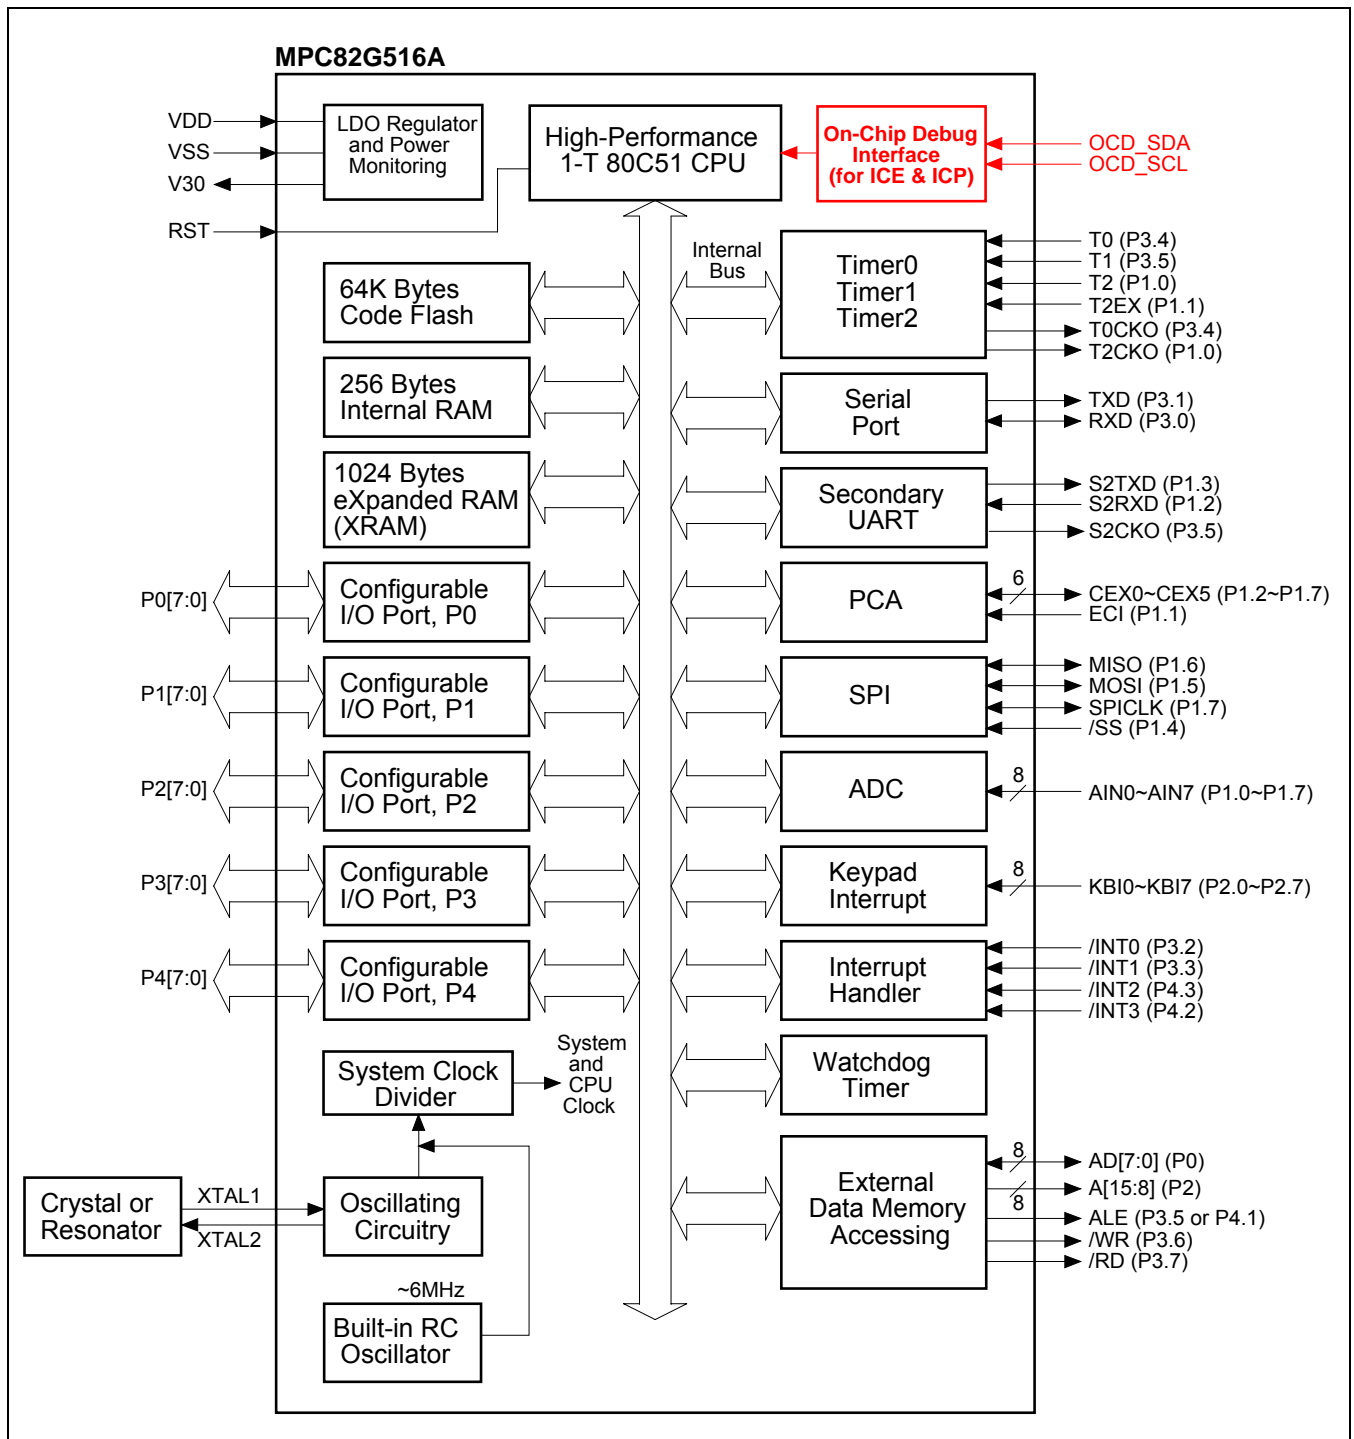 MPC82G516A
VDD
VSS
V30
RST
LDO Regulator
and Power
Monitoring
High-Performance
1-T 80C51 CPU
On-Chip Debug
Interface
(for ICE & ICP)
OCD_SDA
OCD_SCL
Internal
Bus
64K Bytes
Code Flash
Timer0
Timer1
Timer2
T0 (P3.4)
T1 (P3.5)
T2 (P1.0)
T2EX (P1.1)
T0CKO (P3.4)
T2CKO (P1.0)
256 Bytes
Internal RAM
Serial
Port
TXD (P3.1)
RXD (P3.0)
1024 Bytes
eXpanded RAM
(XRAM)
Secondary
UART
S2TXD (P1.3)
S2RXD (P1.2)
S2CKO (P3.5)
P0[7:0]
Configurable
I/O Port, P0
PCA
6
CEX0~CEX5 (P1.2~P1.7)
ECI (P1.1)
P1[7:0]
Configurable
I/O Port, P1
SPI
MISO (P1.6)
MOSI (P1.5)
SPICLK (P1.7)
/SS (P1.4)
P2[7:0]
Configurable
I/O Port, P2
ADC
8
AIN0~AIN7 (P1.0~P1.7)
P3[7:0]
Configurable
I/O Port, P3
Keypad
Interrupt
8
KBI0~KBI7 (P2.0~P2.7)
P4[7:0]
Configurable
I/O Port, P4
Interrupt
Handler
/INT0 (P3.2)
/INT1 (P3.3)
/INT2 (P4.3)
/INT3 (P4.2)
System Clock
Divider
System
and
CPU
Clock
Watchdog
Timer
Crystal or
Resonator
XTAL1
XTAL2
Oscillating
Circuitry
External
Data Memory
Accessing
8
8
AD[7:0] (P0)
A[15:8] (P2)
ALE (P3.5 or P4.1)
/WR (P3.6)
/RD (P3.7)
~6MHz
Built-in RC
Oscillator